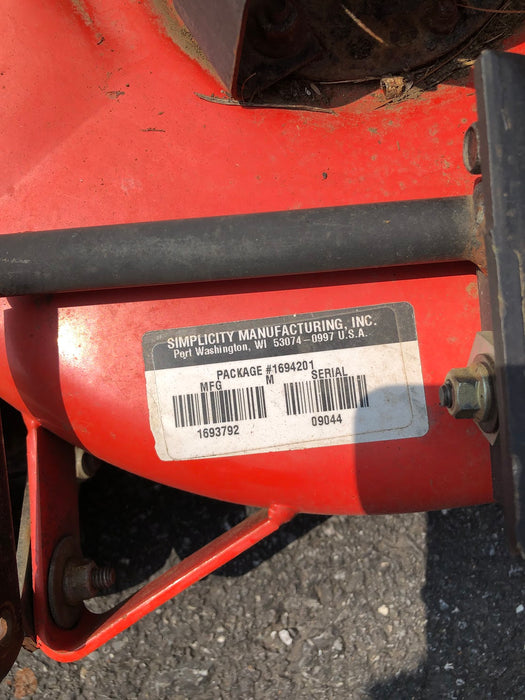 SIMPLICITY MANUFACTURING, INC.
Port Washington, WI 53074-0997 U.S.A.
PACKAGE #1694201
MFG M SERIAL
1693792 09044